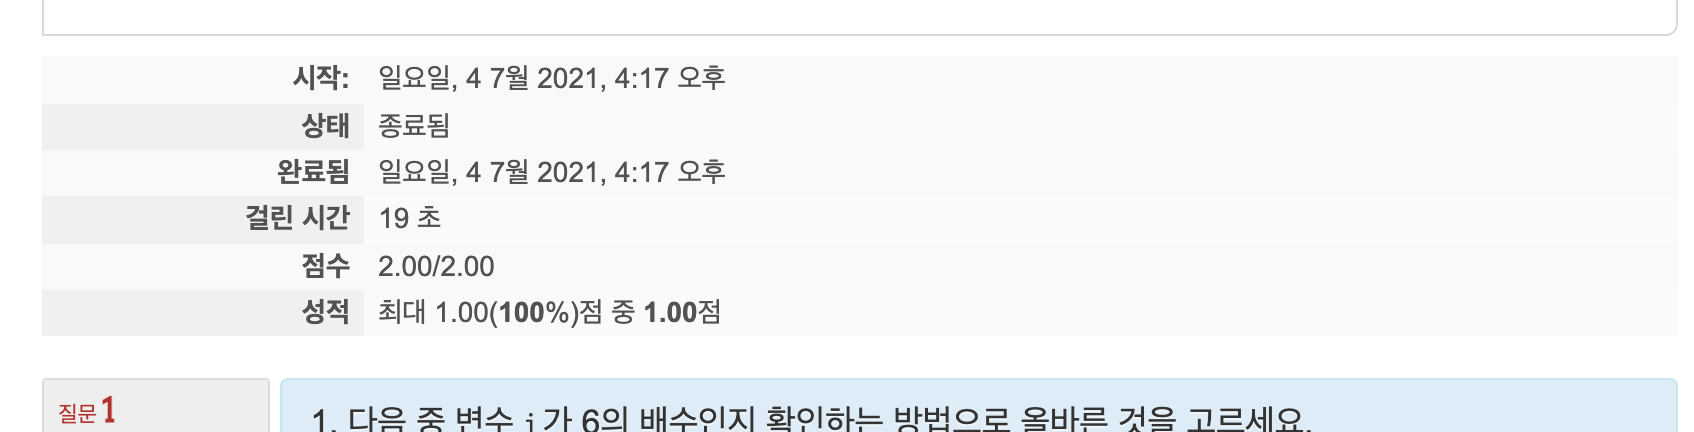 시작: 일요일, 4 7월 2021, 4:17 오후
상태 종료됨
완료됨 일요일, 4 7월 2021, 4:17 오후
걸린 시간 19 초
점수 2.00/2.00
성적 최대 1.00(100%)점 중 1.00점
질문 1
1. 다음 중 변수 i 가 6의 배수인지 확인하는 방법으로 올바른 것을 고르세요.